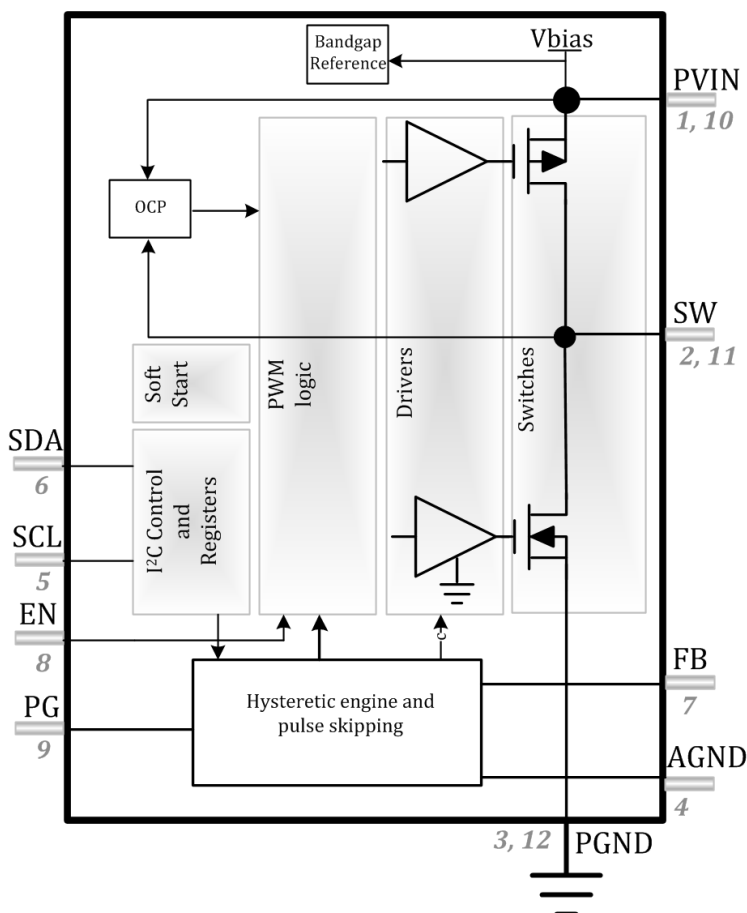 Bandgap
Reference
Vbias
PVIN
1, 10
OCP
SW
2, 11
Soft
Start
PWM
logic
Drivers
Switches
SDA
6
I²C Control
and
Registers
SCL
5
EN
8
-c-
FB
7
PG
9
Hysteretic engine and
pulse skipping
AGND
4
3, 12
PGND